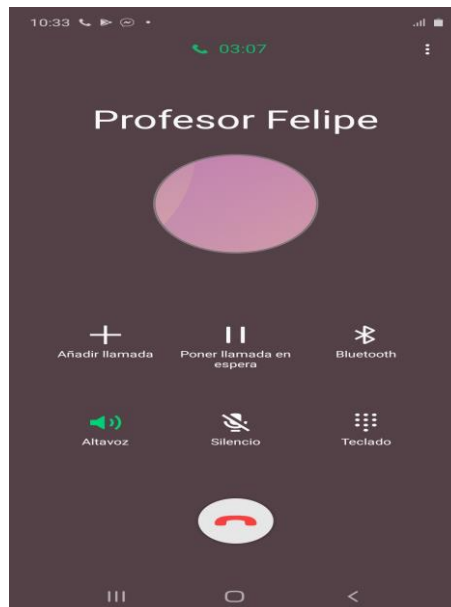 10:33
03:07
Profesor Felipe
Añadir llamada
Poner llamada en
espera
Bluetooth
Altavoz
Silencio
Teclado